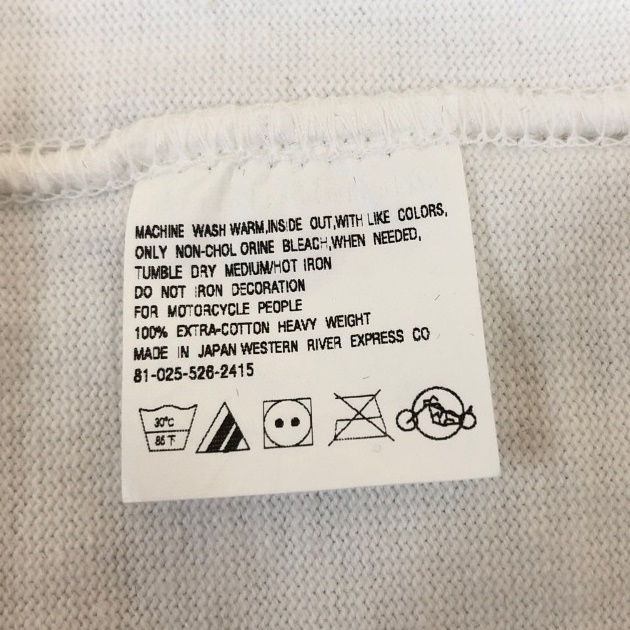 MACHINE WASH WARM,INSIDE OUT,WITH LIKE COLORS,
ONLY NON-CHOL ORINE BLEACH,WHEN NEEDED,
TUMBLE DRY MEDIUM/HOT IRON
DO NOT IRON DECORATION
FOR MOTORCYCLE PEOPLE
100% EXTRA-COTTON HEAVY WEIGHT
MADE IN JAPAN WESTERN RIVER EXPRESS CO
81-025-526-2415
30°C
85 下